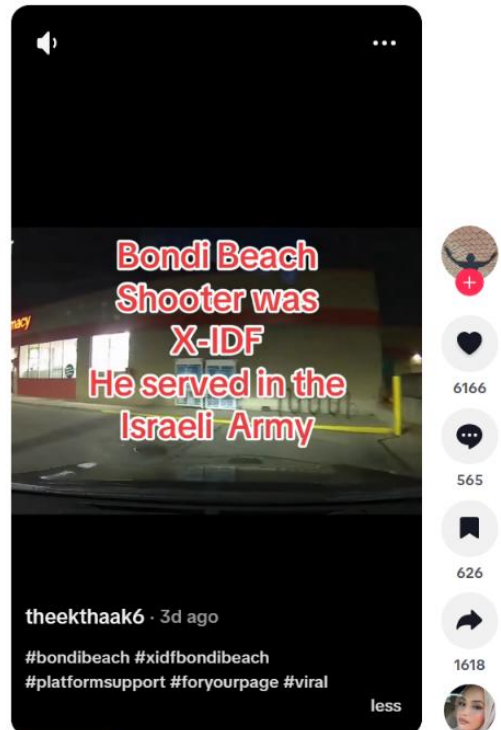 Bondi Beach
Shooter was
X-IDF
He served in the
Israeli Army
macy
6166
565
626
1618
theekthaak6 · 3d ago
#bondibeach #xidfbondibeach
#platformsupport #foryourpage #viral
less